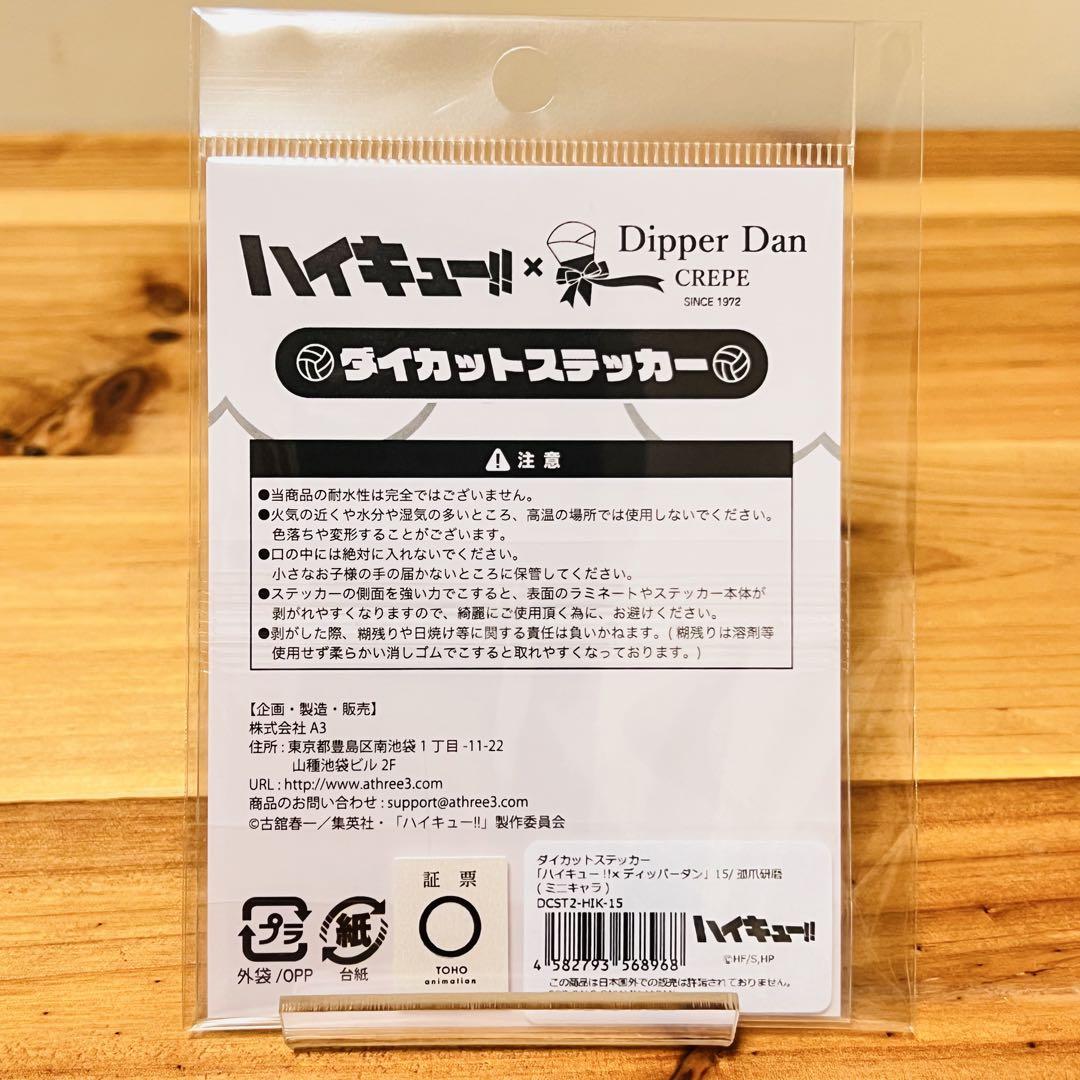 ハイキュー!!×
Dipper Dan
CREPE
SINCE 1972
ダイカットステッカー
注意
●当商品の耐水性は完全ではございません。
●火気の近くや水分や湿気の多いところ、高温の場所では使用しないでください。
色落ちや変形することがございます。
●口の中には絶対に入れないでください。
小さなお子様の手の届かないところに保管してください。
●ステッカーの側面を強い力でこすると、表面のラミネートやステッカー本体が
剥がれやすくなりますので、綺麗にご使用頂く為に、お避けください。
●剥がした際、糊残りや日焼け等に関する責任は負いかねます。(糊残りは溶剤等
使用せず柔らかい消しゴムでこすると取れやすくなっております。)
【企画・製造・販売】
株式会社 A3
住所:東京都豊島区南池袋1丁目-11-22
山種池袋ビル 2F
URL : http://www.athree3.com
商品のお問い合わせ : support@athree3.com
©古舘春一/集英社・「ハイキュー!!」製作委員会
プラ
外袋/OPP
紙
台紙
証票
TOHO
animation
ダイカットステッカー
「ハイキュー!!×ディッパーダン」15/孤爪研磨
(ミニキャラ)
DCST2-HIK-15
4 582793 568968
ハイキュー!!
©HF/S,HP
この商品は日本国外での販売は許諾されておりません。